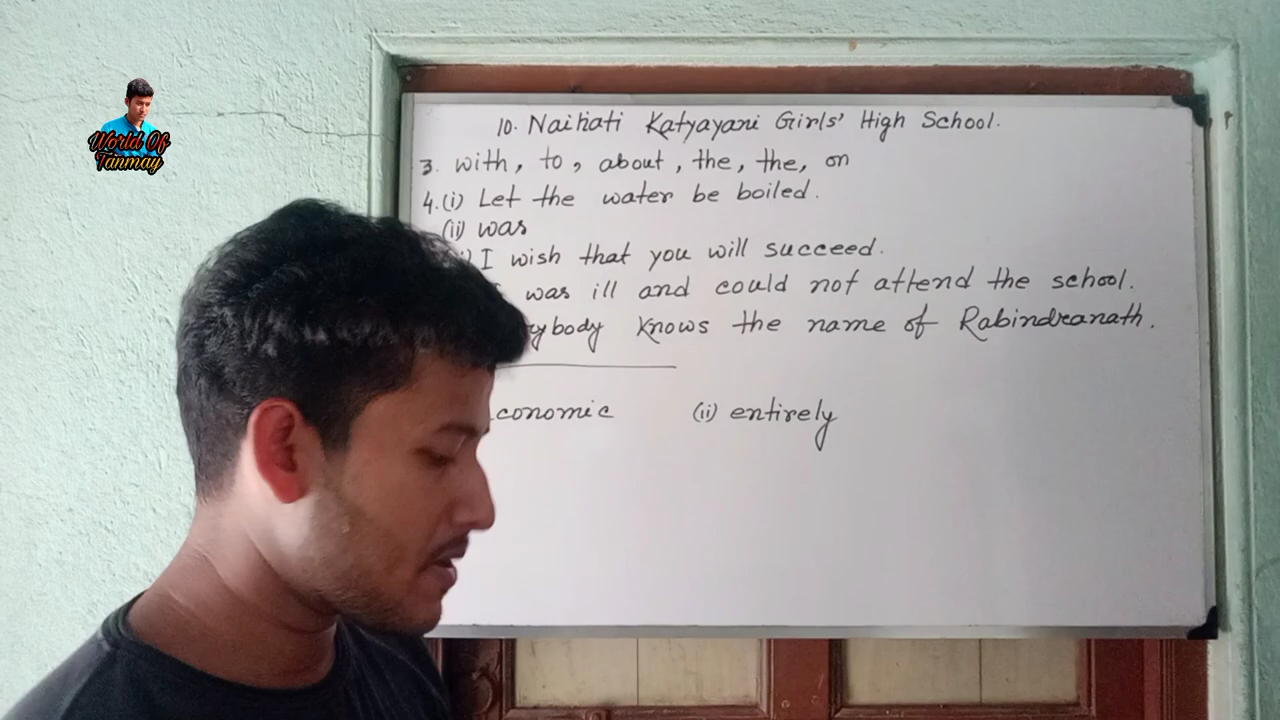 World Of
Tanmay
10. Naihati Katyayani Girls' High School.
3. with, to, about, the, the, on
4. (i) Let the water be boiled.
(ii) was
I wish that you will succeed.
was ill and could not attend the school.
knows the name of Rabindranath.
(ii) entirely